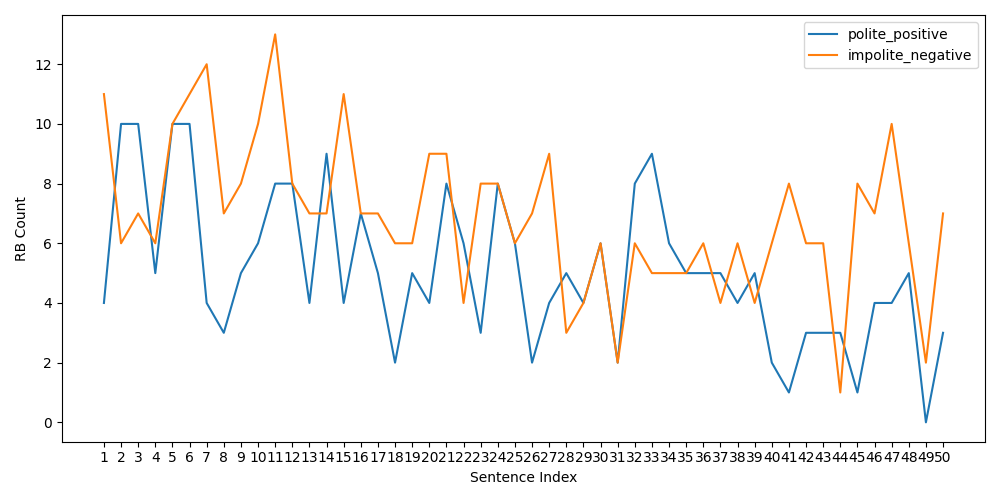 polite_positive
impolite_negative
12
10
8
6
4
2
0
RB Count
1 2 3 4 5 6 7 8 9 10 11 12 13 14 15 16 17 18 19 20 21 22 23 24 25 26 27 28 29 30 31 32 33 34 35 36 37 38 39 40 41 42 43 44 45 46 47 48 49 50
Sentence Index